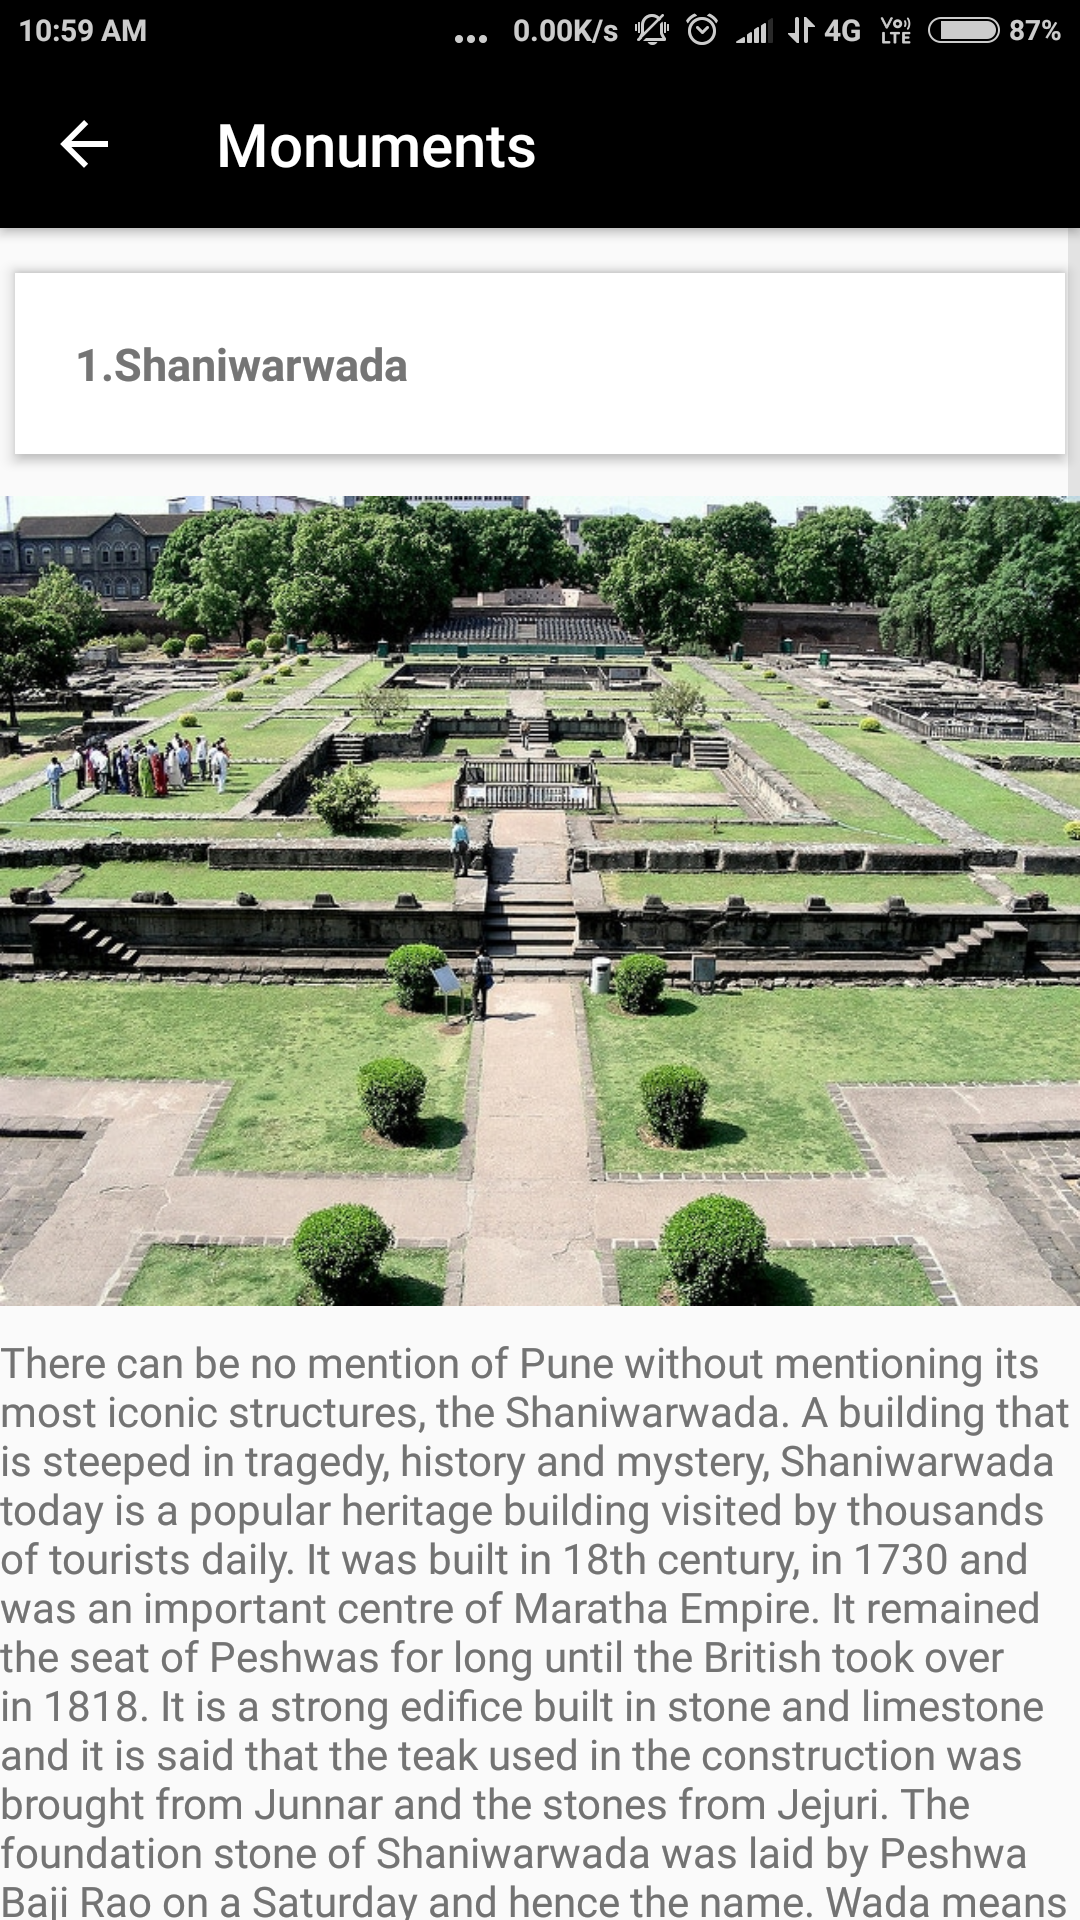 10:59 AM ... 0.00K/s 4G VoLTE 87%
Monuments
1.Shaniwarwada
There can be no mention of Pune without mentioning its
most iconic structures, the Shaniwarwada. A building that
is steeped in tragedy, history and mystery, Shaniwarwada
today is a popular heritage building visited by thousands
of tourists daily. It was built in 18th century, in 1730 and
was an important centre of Maratha Empire. It remained
the seat of Peshwas for long until the British took over
in 1818. It is a strong edifice built in stone and limestone
and it is said that the teak used in the construction was
brought from Junnar and the stones from Jejuri. The
foundation stone of Shaniwarwada was laid by Peshwa
Baji Rao on a Saturday and hence the name. Wada means